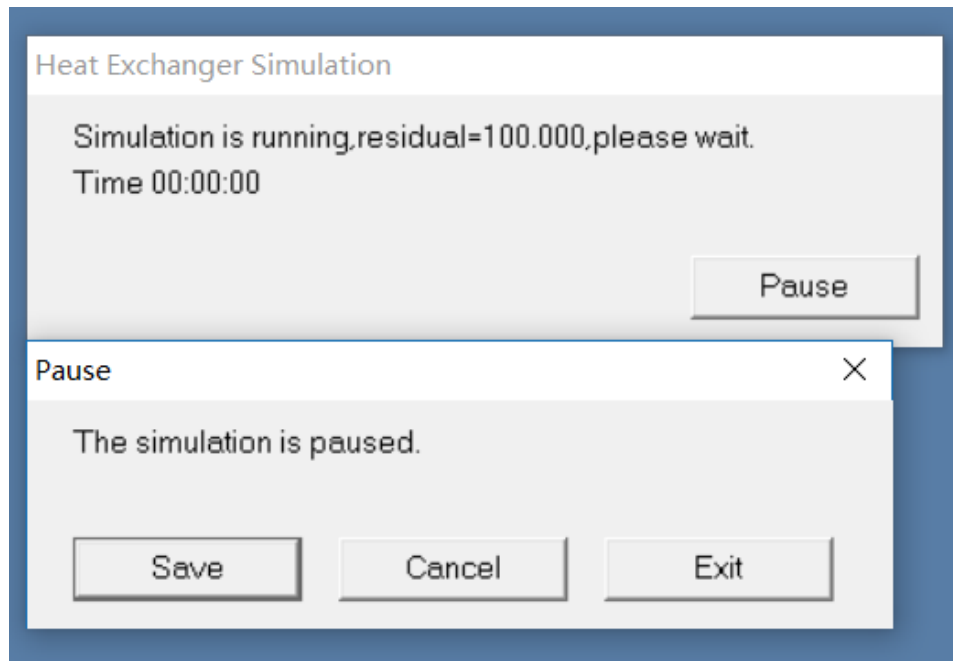 Heat Exchanger Simulation
Simulation is running,residual=100.000,please wait.
Time 00:00:00
Pause
Pause
The simulation is paused.
Save Cancel Exit